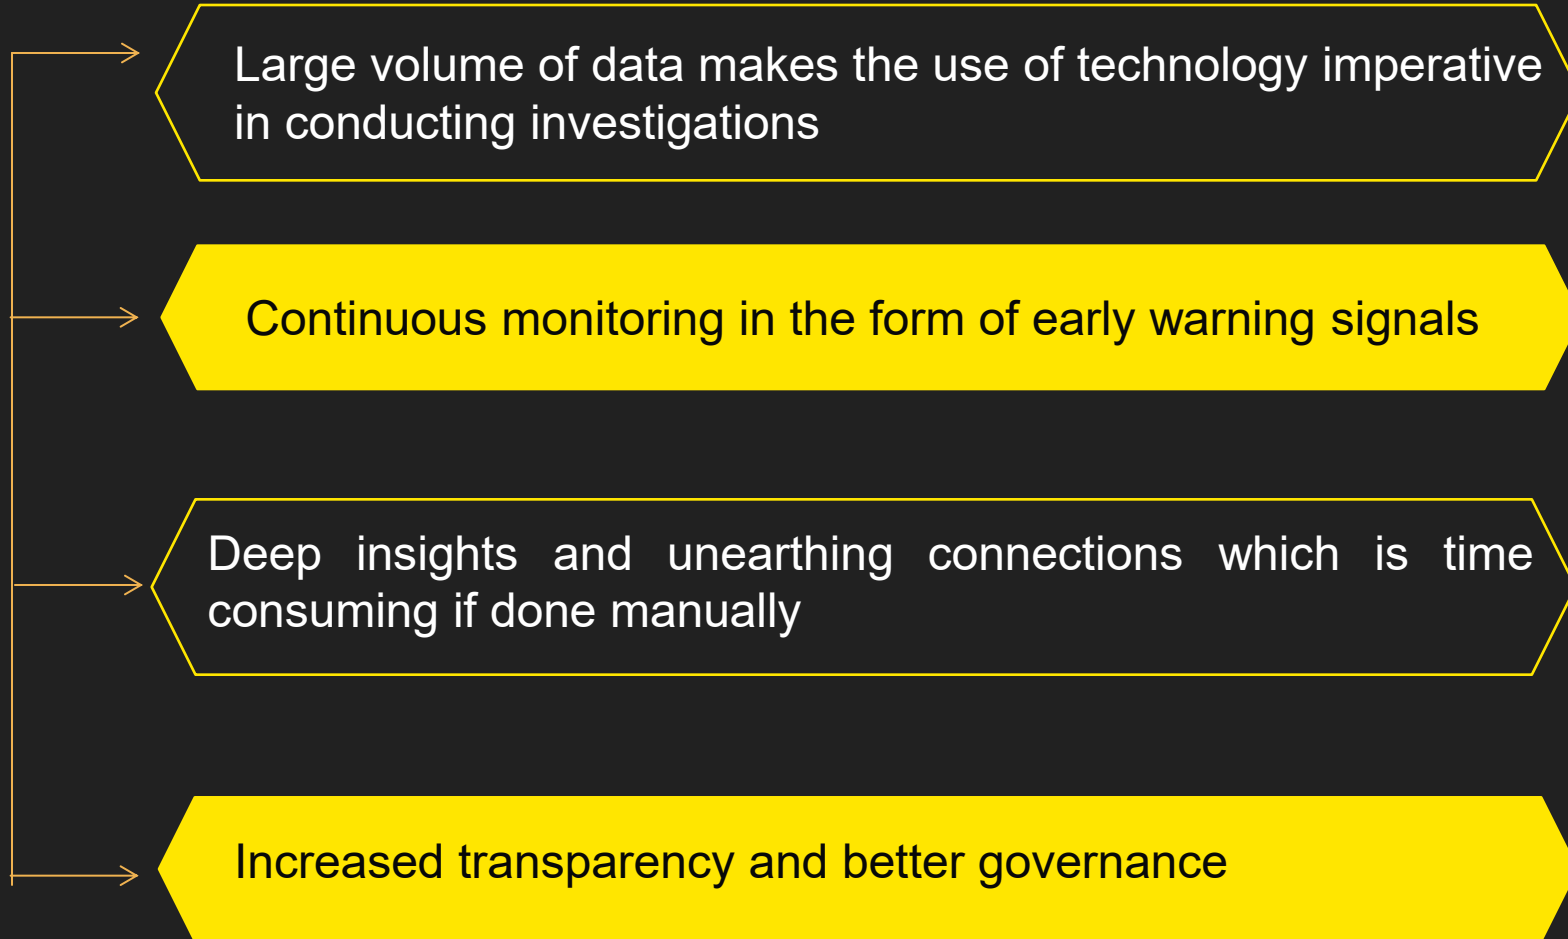 Large volume of data makes the use of technology imperative
in conducting investigations
Continuous monitoring in the form of early warning signals
Deep insights and unearthing connections which is time
consuming if done manually
Increased transparency and better governance